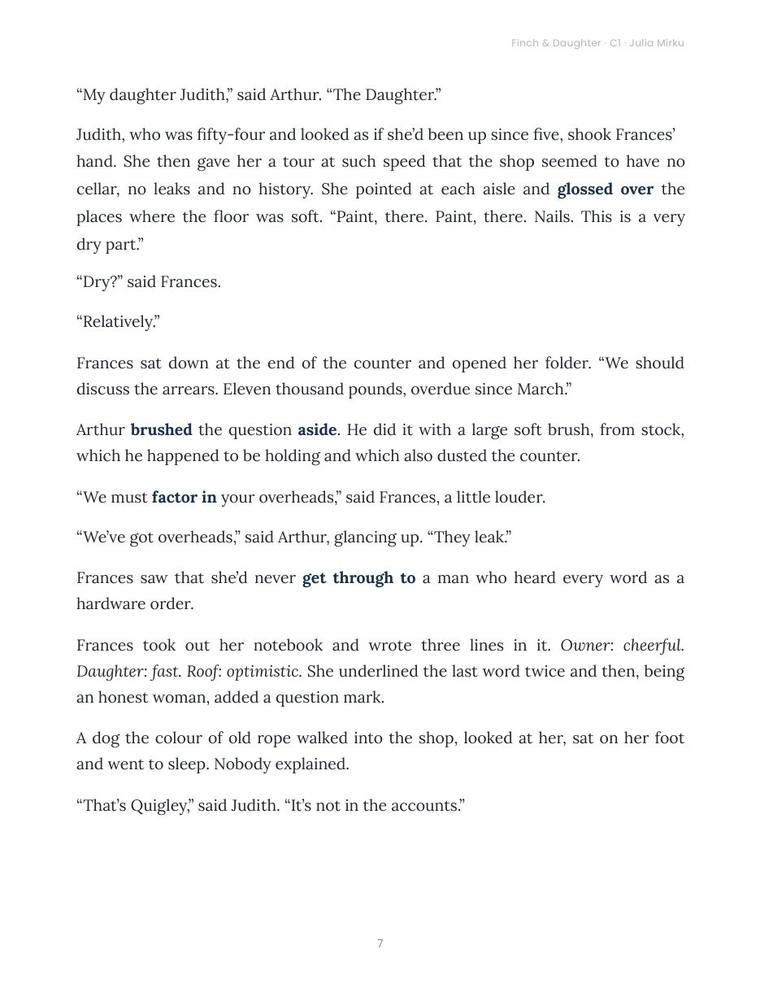 Finch & Daughter · C1 · Julia Mirku
“My daughter Judith,” said Arthur. “The Daughter.”
Judith, who was fifty-four and looked as if she’d been up since five, shook Frances’
hand. She then gave her a tour at such speed that the shop seemed to have no
cellar, no leaks and no history. She pointed at each aisle and glossed over the
places where the floor was soft. “Paint, there. Paint, there. Nails. This is a very
dry part.”
“Dry?” said Frances.
“Relatively.”
Frances sat down at the end of the counter and opened her folder. “We should
discuss the arrears. Eleven thousand pounds, overdue since March.”
Arthur brushed the question aside. He did it with a large soft brush, from stock,
which he happened to be holding and which also dusted the counter.
“We must factor in your overheads,” said Frances, a little louder.
“We’ve got overheads,” said Arthur, glancing up. “They leak.”
Frances saw that she’d never get through to a man who heard every word as a
hardware order.
Frances took out her notebook and wrote three lines in it. Owner: cheerful.
Daughter: fast. Roof: optimistic. She underlined the last word twice and then, being
an honest woman, added a question mark.
A dog the colour of old rope walked into the shop, looked at her, sat on her foot
and went to sleep. Nobody explained.
“That’s Quigley,” said Judith. “It’s not in the accounts.”
7